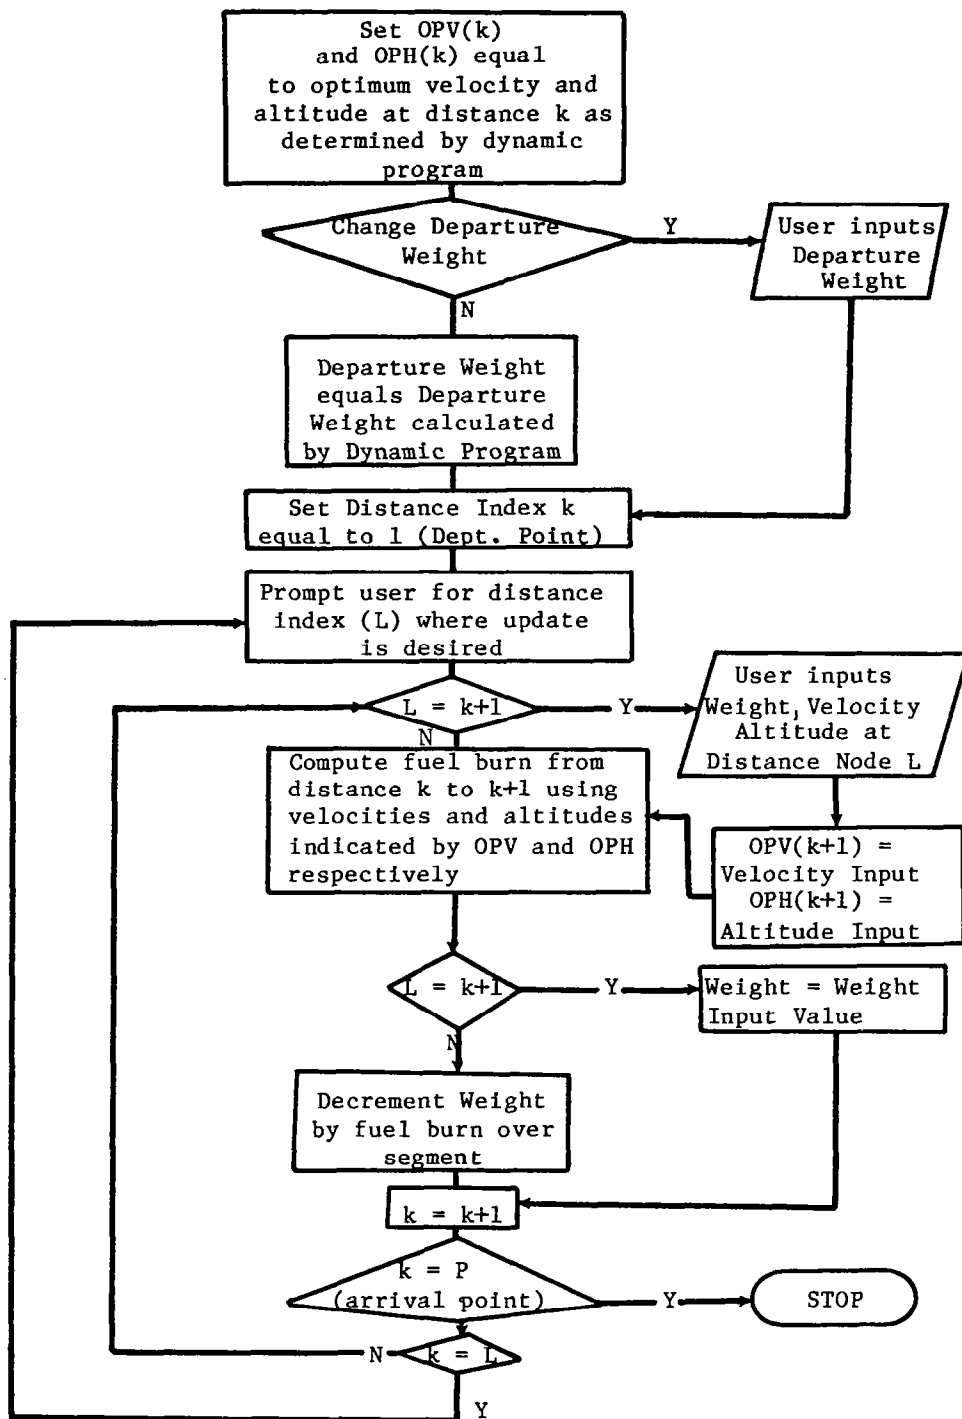 Set OPV(k)
and OPH(k) equal
to optimum velocity and
altitude at distance k as
determined by dynamic
program
Change Departure
Weight
Y
User inputs
Departure
Weight
N
Departure Weight
equals Departure
Weight calculated
by Dynamic Program
Set Distance Index k
equal to 1 (Dept. Point)
Prompt user for distance
index (L) where update
is desired
L = k+1
Y
User inputs
Weight, Velocity
Altitude at
Distance Node L
N
Compute fuel burn from
distance k to k+1 using
velocities and altitudes
indicated by OPV and OPH
respectively
OPV(k+1) =
Velocity Input
OPH(k+1) =
Altitude Input
L = k+1
Y
Weight = Weight
Input Value
N
Decrement Weight
by fuel burn over
segment
k = k+1
k = P
(arrival point)
Y
STOP
N
k = L
Y